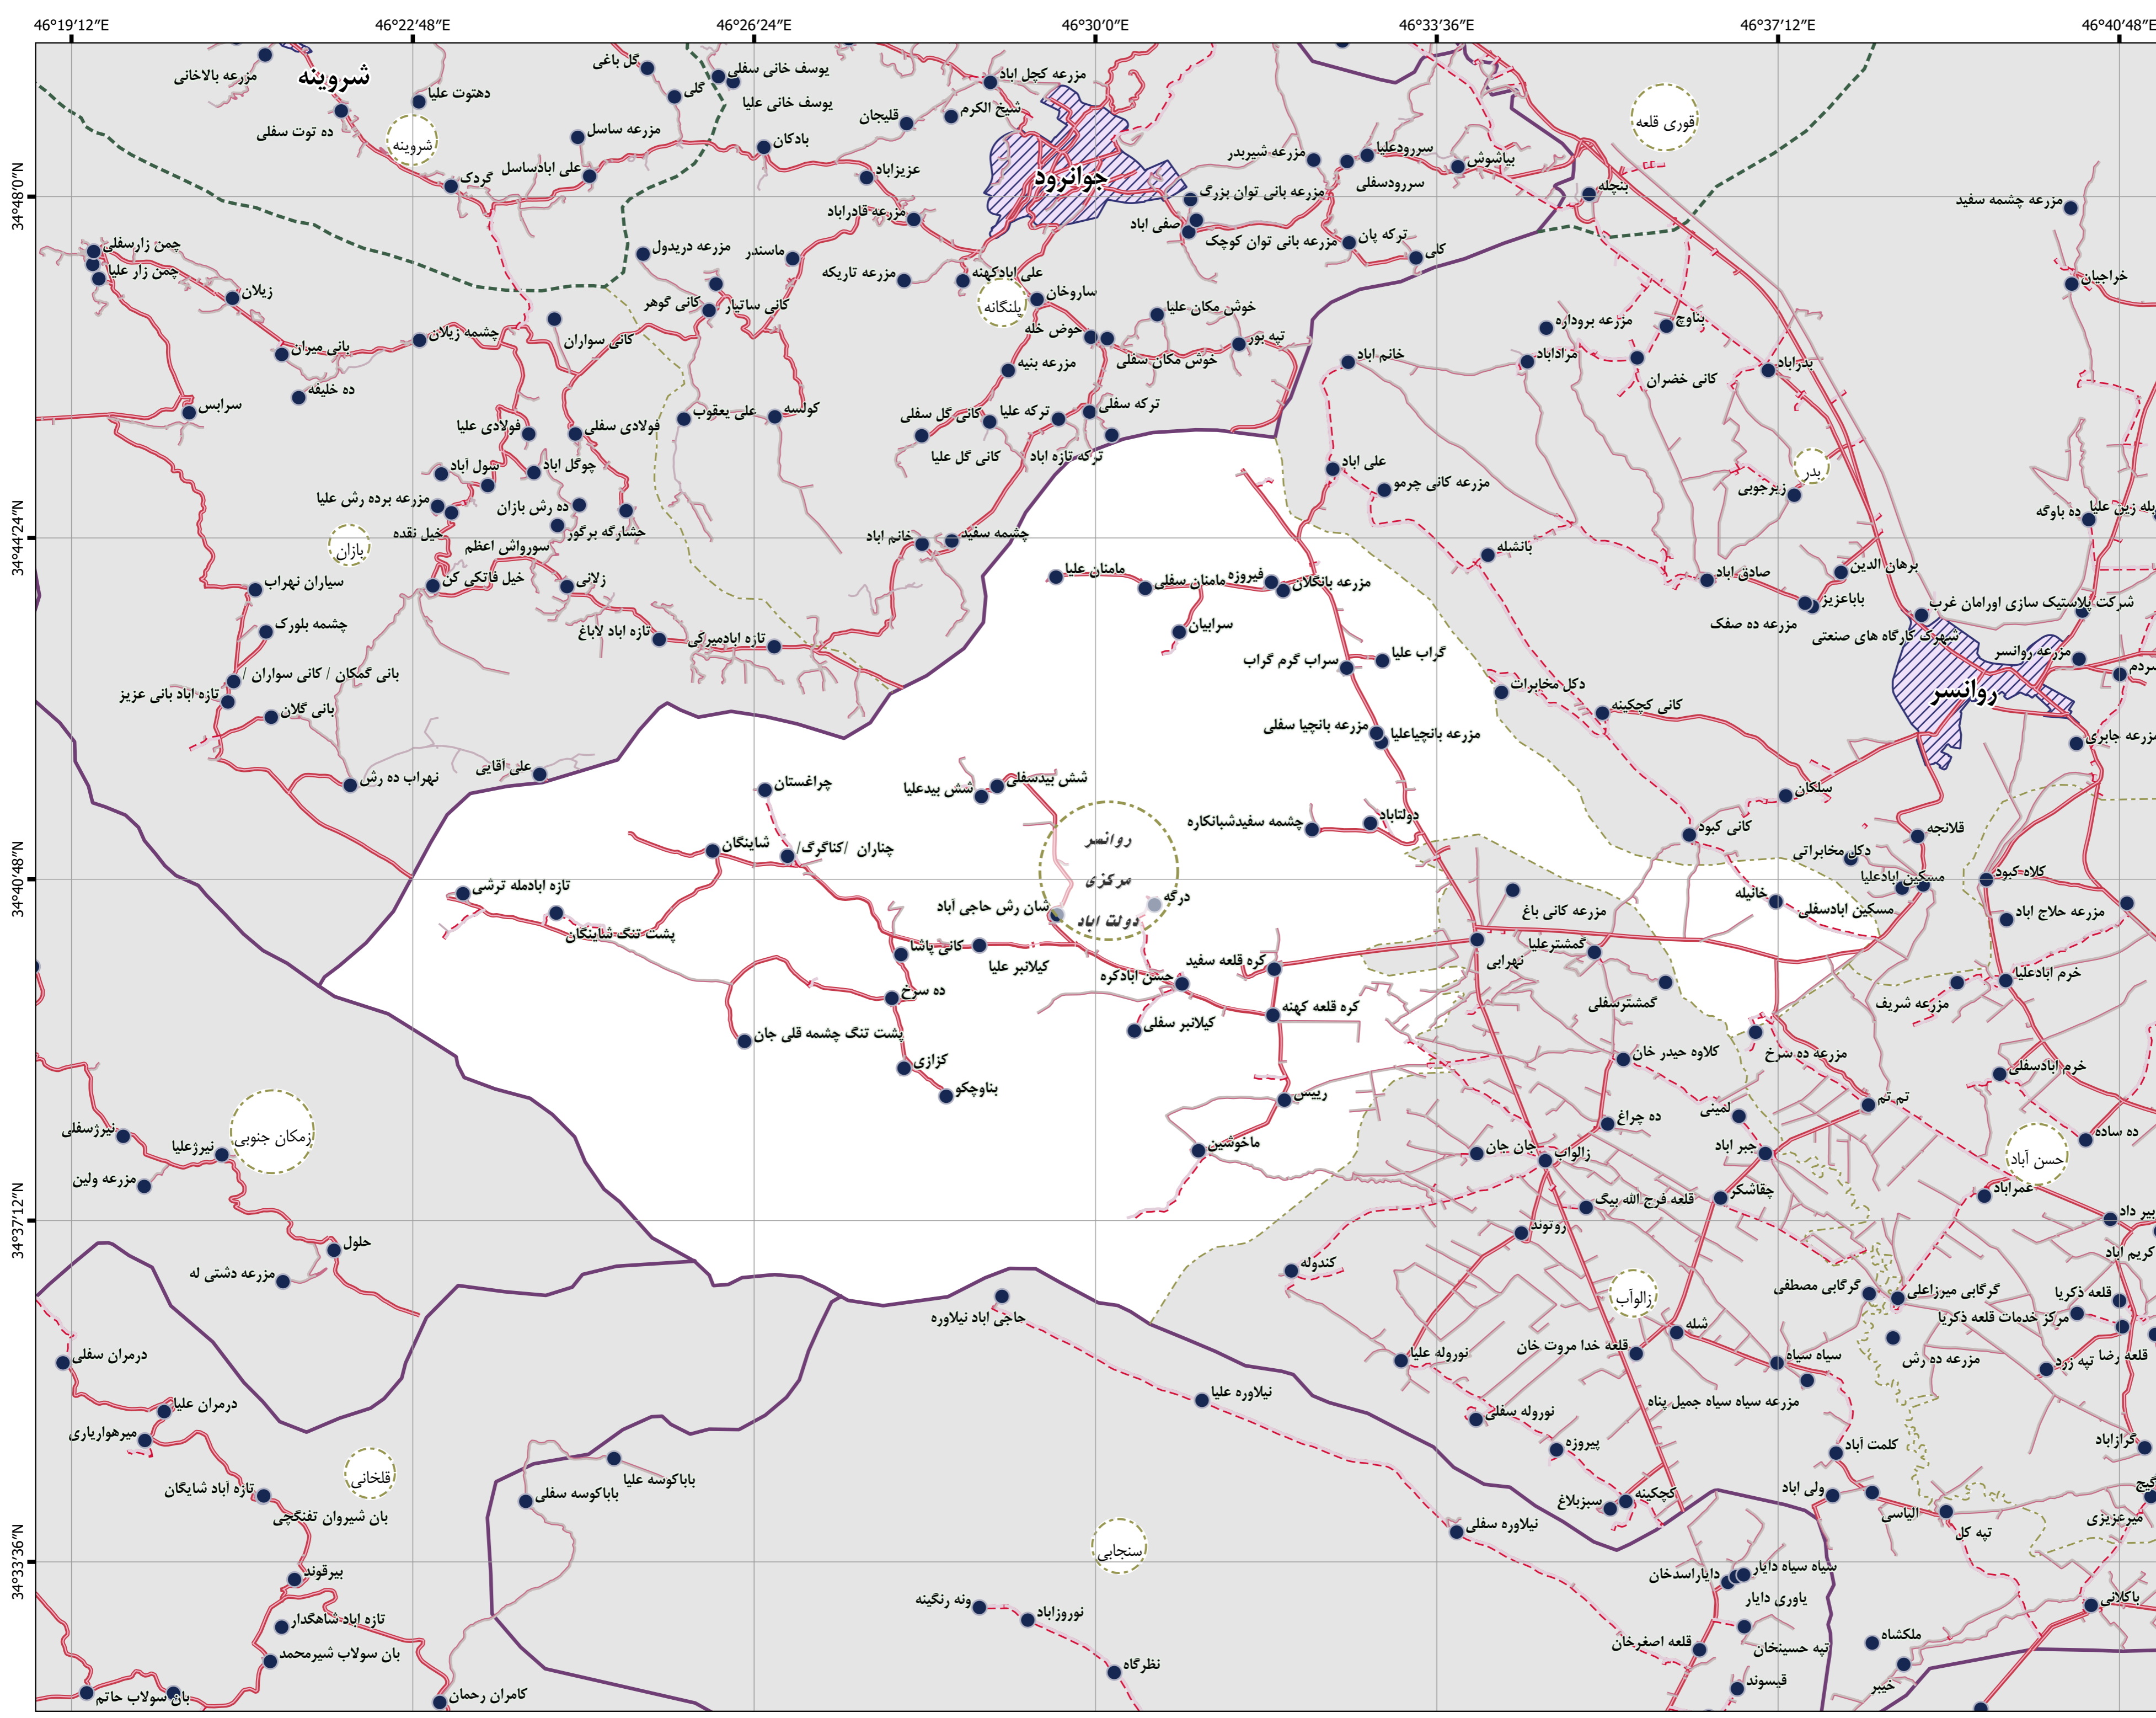 46°19'12"E
46°22'48"E
46°26'24"E
46°30'0"E
46°33'36"E
46°37'12"E
46°40'48"E
34°48'0"N
34°44'24"N
34°40'48"N
34°37'12"N
34°33'36"N
مزرعه بالاخانی
شروینه
دهتوت علیا
ده توت سفلی
شروینه
گل باغی
گلی
یوسف خانی سفلی
یوسف خانی علیا
مزرعه ساسل
علی ابادساسل
گردک
بادکان
قلیجان
شیخ الکرم
مزرعه کچل اباد
عزیزاباد
مزرعه قادراباد
جوانرود
مزرعه شیربدر
سررودعلیا
سررودسفلی
بیاشوش
قوری قلعه
بنچله
مزرعه بانی توان بزرگ
صفی اباد
مزرعه بانی توان کوچک
ترکه پان
کلی
مزرعه چشمه سفید
خراجیان
چمن زارسفلی
چمن زار علیا
زیلان
بانی میران
ده خلیفه
سرابس
چشمه زیلان
مزرعه دریدول
ماسندر
کانی گوهر
کانی ساتیار
کانی سواران
مزرعه تاریکه
علی ابادکهنه
پلنگانه
ساروخان
حوض خله
خوش مکان علیا
خوش مکان سفلی
تپه بور
مزرعه بنیه
کانی گل سفلی
کانی گل علیا
ترکه علیا
ترکه سفلی
ترکه تازه اباد
علی یعقوب
کولسه
فولادی علیا
فولادی سفلی
سول آباد
چوگل اباد
مزرعه برده رش علیا
ده رش بازان
خیل نقده
حشارگه برگور
سورواش اعظم
خیل فاتکی کن
زلانی
بازان
سیاران نهراب
چشمه بلورک
بانی گمکان / کانی سواران /
تازه اباد بانی عزیز
بانی گلان
نهراب ده رش
علی آقایی
تازه اباد لاباغ
تازه ابادمیرگی
خانم اباد
چشمه سفید
خانم اباد
مزرعه بروداره
بناوچ
مراداباد
کانی خضران
بدراباد
بدر
زیرجوبی
علی اباد
مزرعه کانی چرمو
بانشله
صادق اباد
برهان الدین
باباعزیز
مزرعه ده صفک
ده باوگه
پله زین علیا
شرکت پلاستیک سازی اورامان غرب
شهرک کارگاه های صنعتی
مزرعه روانسر
روانسر
مزرعه جابری
مامنان علیا
مامنان سفلی
فیروزه
مزرعه بانگلان
سرابیان
سراب گرم گراب
گراب علیا
مزرعه بانچیا سفلی
مزرعه بانچیاعلیا
دکل مخابرات
کانی کچکینه
سلکان
کانی کبود
قلانجه
دکل مخابراتی
مسکین ابادعلیا
مسکین ابادسفلی
خانیله
کلاه کبود
مزرعه حلاج اباد
خرم ابادعلیا
مزرعه شریف
خرم ابادسفلی
ده ساده
چراغستان
شش بیدعلیا
شش بیدسفلی
چشمه سفیدشبانکاره
دولتاباد
شاینگان
چناران /کناگرگ/
تازه ابادمله ترشی
پشت تنگ شاینگان
روانسر
مرکزی
دولت اباد
درگه
شان رش حاجی آباد
کانی پاشا
کیلانبر علیا
حسن ابادکره
کره قلعه سفید
کره قلعه کهنه
کیلانبر سفلی
ده سرخ
پشت تنگ چشمه قلی جان
کزازی
بناوچکو
رییس
ماخوشین
مزرعه کانی باغ
نهرابی
گمشترعلیا
گمشترسفلی
کلاوه حیدر خان
مزرعه ده سرخ
تم تم
لمینی
جبر اباد
ده چراغ
جان جان
زالواب
قلعه فرج الله بیگ
چقاشکر
روتوند
کندوله
زالوآب
حسن آباد
عمراباد
پیر داد
کریم اباد
گرگابی مصطفی
گرگابی میرزاعلی
قلعه ذکریا
مرکز خدمات قلعه ذکریا
قلعه رضا
تپه زرد
مزرعه ده رش
قلعه خدا مروت خان
شله
سیاه سیاه
مزرعه سیاه سیاه جمیل پناه
نوروله علیا
نوروله سفلی
پیروزه
سبزبلاغ
کچکینه
کلمت آباد
ولی اباد
الیاسی
تپه کل
گرازاباد
میرعزیزی
باکلانی
ملکشاه
خیبر
دایاراسدخان
سیاه سیاه دایار
یاوری دایار
تپه حسینخان
قلعه اصغرخان
قیسوند
نیرژسفلی
نیرژعلیا
مزرعه ولین
زمکان جنوبی
حلول
مزرعه دشتی له
درمران سفلی
درمران علیا
میرهواریاری
تازه آباد شایگان
بان شیروان تفنگچی
قلخانی
بیرقوند
تازه اباد شاهگدار
بان سولاب شیرمحمد
بان سولاب حاتم
کامران رحمان
باباکوسه علیا
باباکوسه سفلی
حاجی اباد نیلاوره
نیلاوره علیا
نیلاوره سفلی
سنجابی
ونه رنگینه
نوروزاباد
نظرگاه